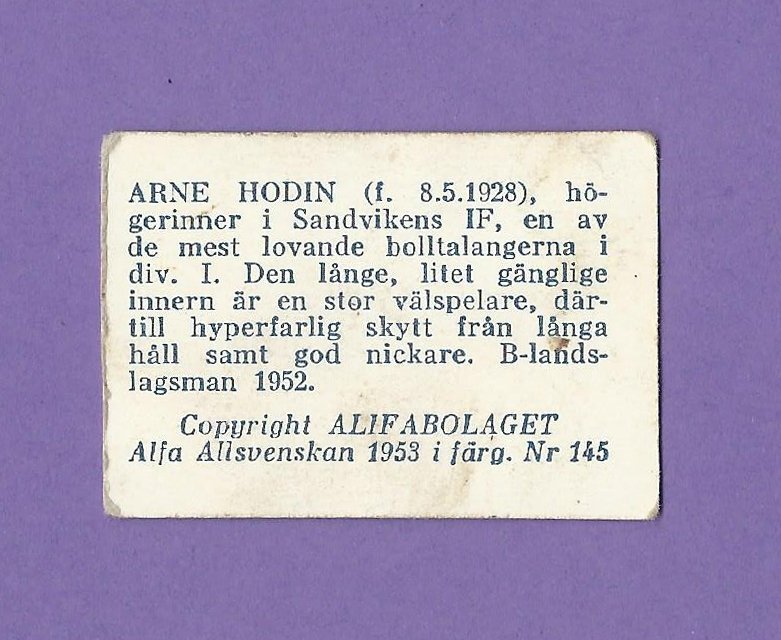 ARNE HODIN (f. 8.5.1928), hö-
gerinner i Sandvikens IF, en av
de mest lovande bolltalangerna i
div. I. Den långe, litet gänglige
innern är en stor välspelare, där-
till hyperfarlig skytt från långa
håll samt god nickare. B-lands-
lagsman 1952.
Copyright ALIFABOLAGET
Alfa Allsvenskan 1953 i färg. Nr 145